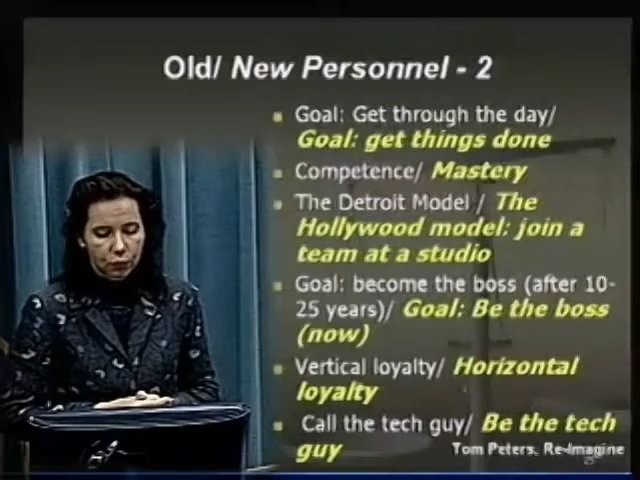 Old/ New Personnel - 2
Goal: Get through the day/
Goal: get things done
Competence/ Mastery
The Detroit Model / The
Hollywood model: join a
team at a studio
Goal: become the boss (after 10-
25 years)/ Goal: Be the boss
(now)
Vertical loyalty/ Horizontal
loyalty
Call the tech guy/ Be the tech
guy
Tom Peters, Re-Imagine